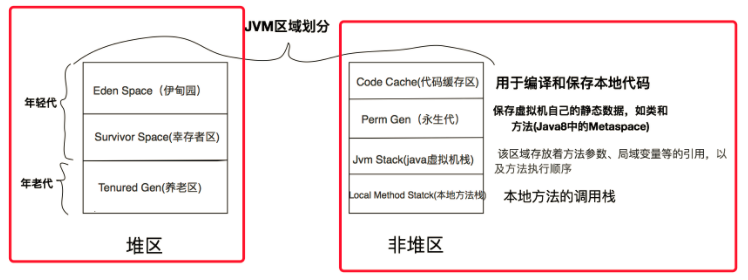 JVM区域划分
年轻代
Eden Space（伊甸园）
Survivor Space(幸存者区)
年老代
Tenured Gen(养老区)
堆区
Code Cache(代码缓存区)
用于编译和保存本地代码
Perm Gen（永生代）
保存虚拟机自己的静态数据，如类和
方法(Java8中的Metaspace)
Jvm Stack(java虚拟机栈)
该区域存放着方法参数、局域变量等的引用，以
及方法执行顺序
Local Method Statck(本地方法栈)
本地方法的调用栈
非堆区